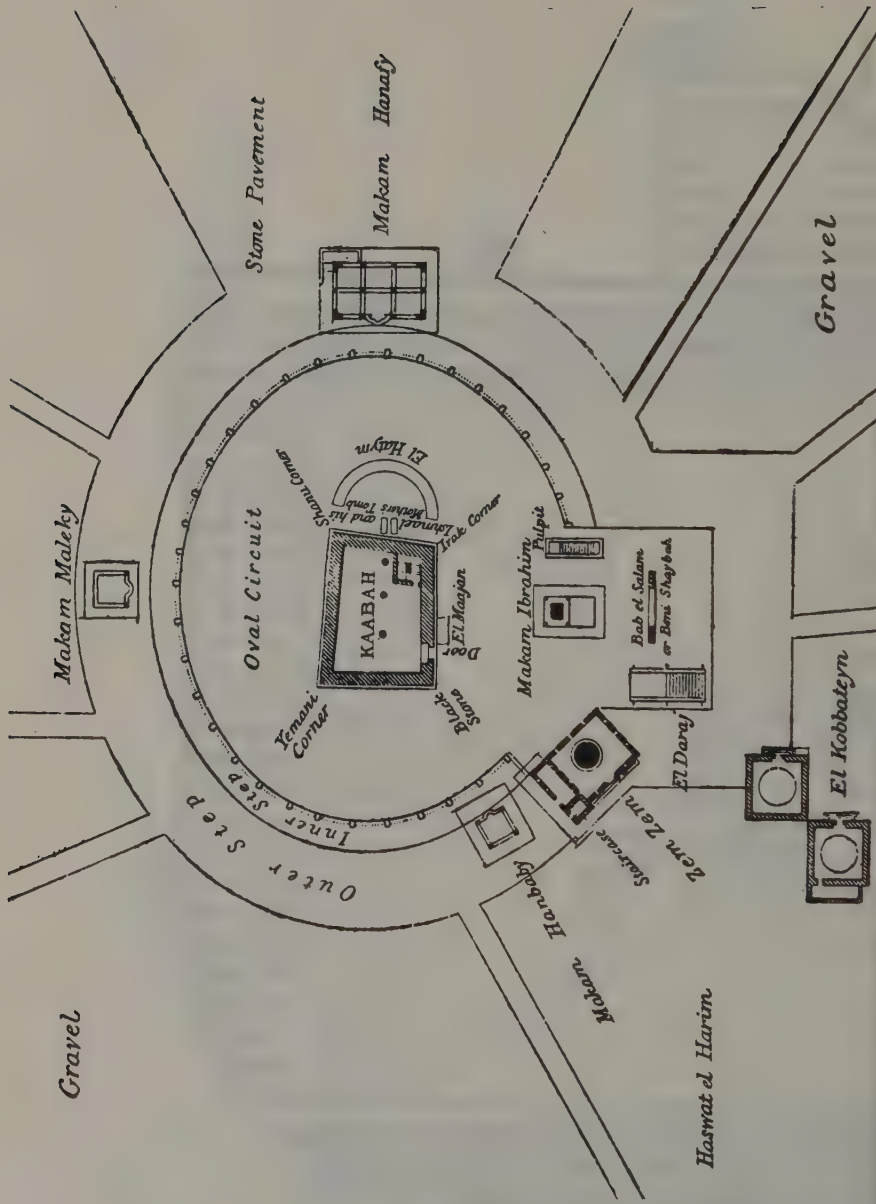 Gravel
Makam Maleky
Stone Pavement
Makam Hanafy
Oval Circuit
Outer Step
Inner Step
Yemani
Corner
Shami Corner
El Hatym
Ishmael and his
Mothers Tomb
Irak Corner
KAABAH
Black
Stone
Door
El Maajan
Makam Ibrahim
Pulpit
Bab el Salam
or Beni Shaybah
El Daraj
Zem Zem
Staircase
Makam Hanbaly
Haswat el Harim
El Kobbateyn
Gravel